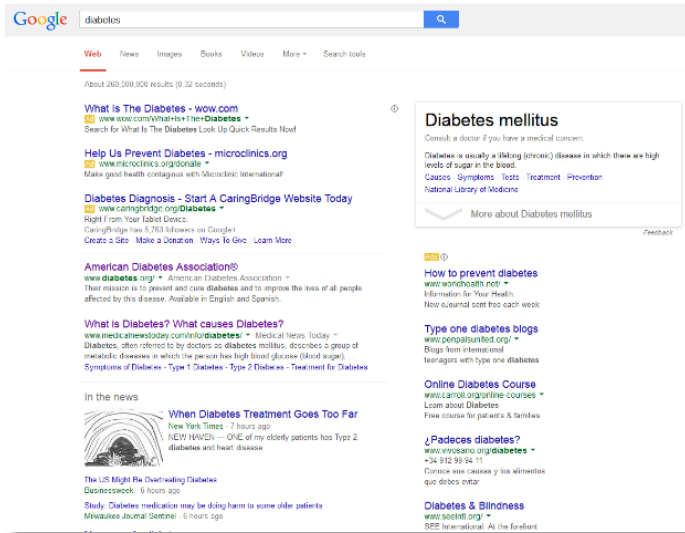 Google
diabetes
Web News Images Books Videos More Search tools
About 260,000,000 results (0.32 seconds)
What Is The Diabetes - wow.com
Ad www.wow.com/What+Is+The+Diabetes
Search for What Is The Diabetes Look Up Quick Results Now!
Help Us Prevent Diabetes - microclinics.org
Ad www.microclinics.org/donate
Make good health contagious with Microclinic International!
Diabetes Diagnosis - Start A CaringBridge Website Today
Ad www.caringbridge.org/Diabetes
Right From Your Tablet Device.
CaringBridge has 5,763 followers on Google+
Create a Site - Make a Donation - Ways To Give - Learn More
American Diabetes Association®
www.diabetes.org/ American Diabetes Association
Their mission is to prevent and cure diabetes and to improve the lives of all people
affected by this disease. Available in English and Spanish.
What is Diabetes? What causes Diabetes?
www.medicalnewstoday.com/info/diabetes/ Medical News Today
Diabetes, often referred to by doctors as diabetes mellitus, describes a group of
metabolic diseases in which the person has high blood glucose (blood sugar),
Symptoms of Diabetes - Type 1 Diabetes - Type 2 Diabetes - Treatment for Diabetes
In the news
When Diabetes Treatment Goes Too Far
New York Times - 7 hours ago
NEW HAVEN — ONE of my elderly patients has Type 2
diabetes and heart disease
The US Might Be Overtreating Diabetes
Businessweek - 6 hours ago
Study: Diabetes medication may be doing harm to some older patients
Milwaukee Journal Sentinel - 6 hours ago
Diabetes mellitus
Consult a doctor if you have a medical concern.
Diabetes is usually a lifelong (chronic) disease in which there are high
levels of sugar in the blood.
Causes - Symptoms - Tests - Treatment - Prevention
National Library of Medicine
More about Diabetes mellitus
Feedback
Ads
How to prevent diabetes
www.worldhealth.net/
Information for Your Health.
New eJournal sent free each week
Type one diabetes blogs
www.penpalsunited.org/
Blogs from international
teenagers with type one diabetes
Online Diabetes Course
www.carroll.org/online-courses
Learn about Diabetes
Free course for patients & families
¿Padeces diabetes?
www.vivosano.org/diabetes
+34 912 99 94 11
Conoce sus causas y los alimentos
que debes evitar
Diabetes & Blindness
www.seeintl.org/
SEE International: At the forefront